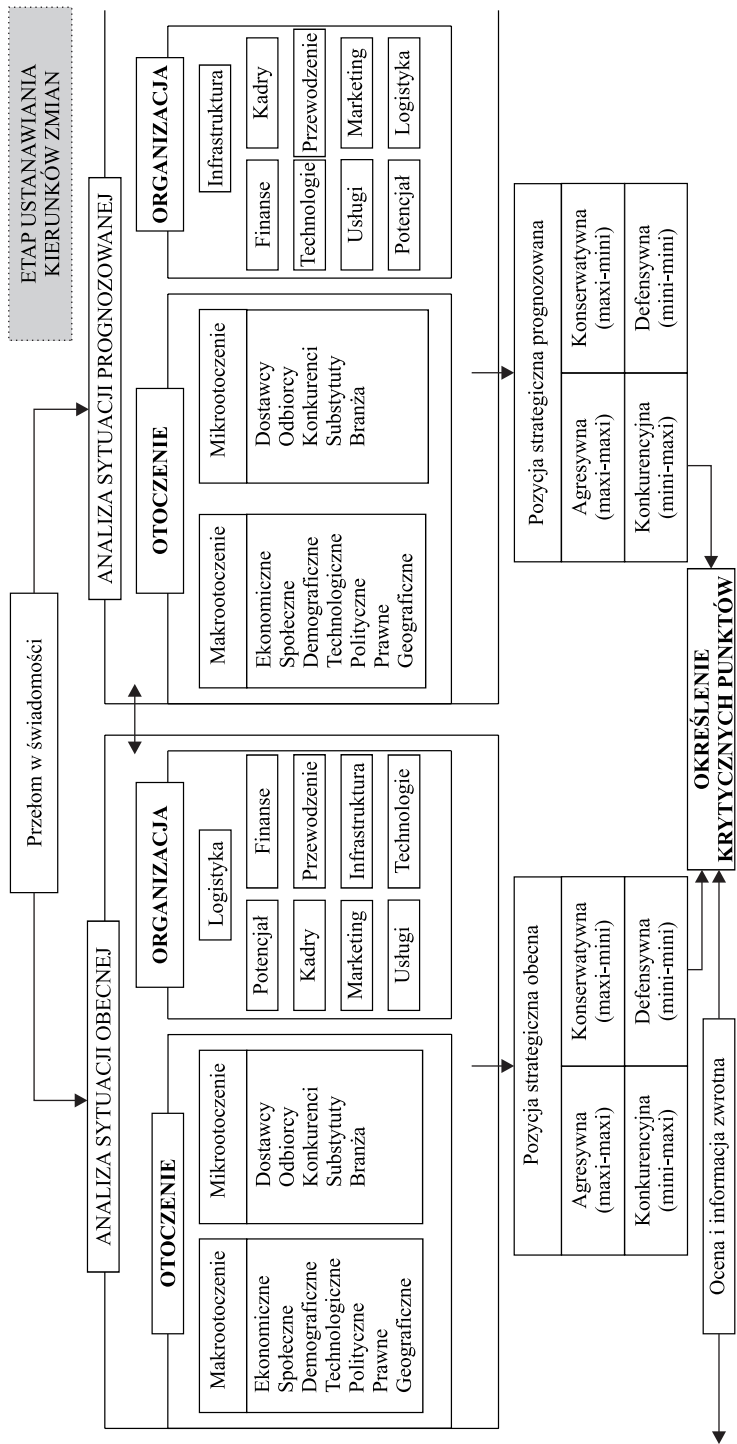 ETAP USTANAWIANIA
KIERUNKÓW ZMIAN
Przełom w świadomości
ANALIZA SYTUACJI OBECNEJ
OTOCZENIE
Makrootoczenie
Ekonomiczne
Społeczne
Demograficzne
Technologiczne
Polityczne
Prawne
Geograficzne
Mikrootoczenie
Dostawcy
Odbiorcy
Konkurenci
Substytuty
Branża
ORGANIZACJA
Logistyka
Potencjał
Finanse
Kadry
Przewodzenie
Marketing
Infrastruktura
Usługi
Technologie
ANALIZA SYTUACJI PROGNOZOWANEJ
OTOCZENIE
Makrootoczenie
Ekonomiczne
Społeczne
Demograficzne
Technologiczne
Polityczne
Prawne
Geograficzne
Mikrootoczenie
Dostawcy
Odbiorcy
Konkurenci
Substytuty
Branża
ORGANIZACJA
Infrastruktura
Finanse
Kadry
Technologie
Przewodzenie
Usługi
Marketing
Potencjał
Logistyka
Pozycja strategiczna obecna
Agresywna
(maxi-maxi)
Konserwatywna
(maxi-mini)
Konkurencyjna
(mini-maxi)
Defensywna
(mini-mini)
Pozycja strategiczna prognozowana
Agresywna
(maxi-maxi)
Konserwatywna
(maxi-mini)
Konkurencyjna
(mini-maxi)
Defensywna
(mini-mini)
Ocena i informacja zwrotna
OKREŚLENIE
KRYTYCZNYCH PUNKTÓW